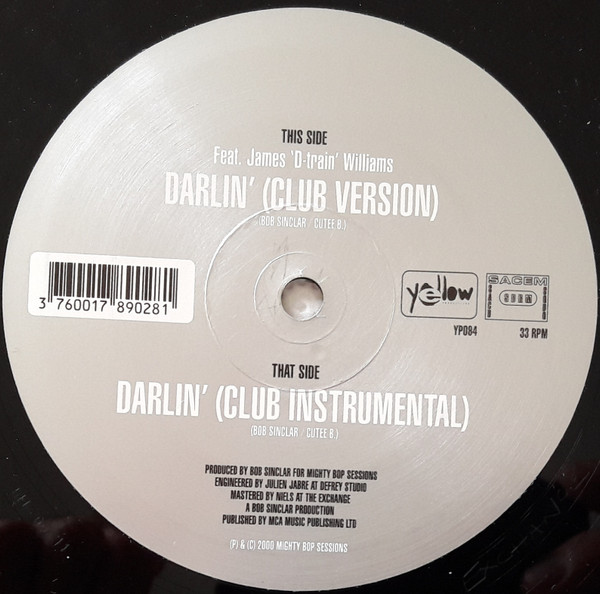 THIS SIDE
Feat. James 'D-train' Williams
DARLIN' (CLUB VERSION)
(BOB SINCLAR / CUTEE B.)
3 760017 890281
yellow
SACEM
SACD
SDRM
SGDL
YP084
33 RPM
THAT SIDE
DARLIN' (CLUB INSTRUMENTAL)
(BOB SINCLAR / CUTEE B.)
PRODUCED BY BOB SINCLAR FOR MIGHTY BOP SESSIONS
ENGINEERED BY JULIEN JABRE AT DEFREY STUDIO
MASTERED BY NIELS AT THE EXCHANGE
A BOB SINCLAR PRODUCTION
PUBLISHED BY MCA MUSIC PUBLISHING LTD
(P) & (C) 2000 MIGHTY BOP SESSIONS